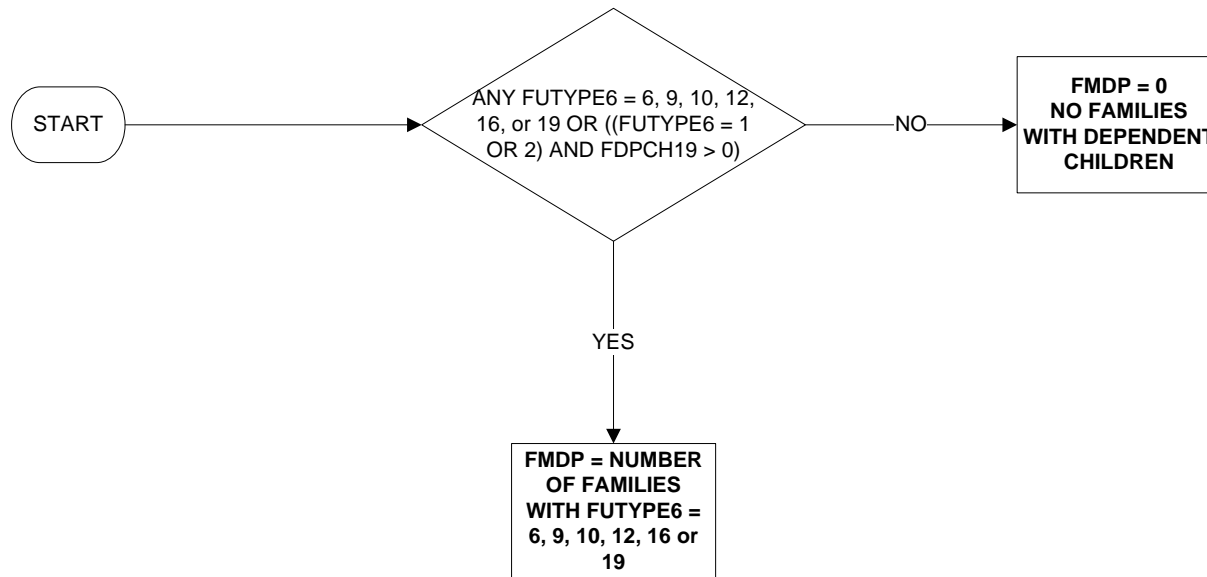 START
ANY FUTYPE6 = 6, 9, 10, 12,
16, or 19 OR ((FUTYPE6 = 1
OR 2) AND FDPCH19 > 0)
NO
FMDP = 0
NO FAMILIES
WITH DEPENDENT
CHILDREN
YES
FMDP = NUMBER
OF FAMILIES
WITH FUTYPE6 =
6, 9, 10, 12, 16 or
19